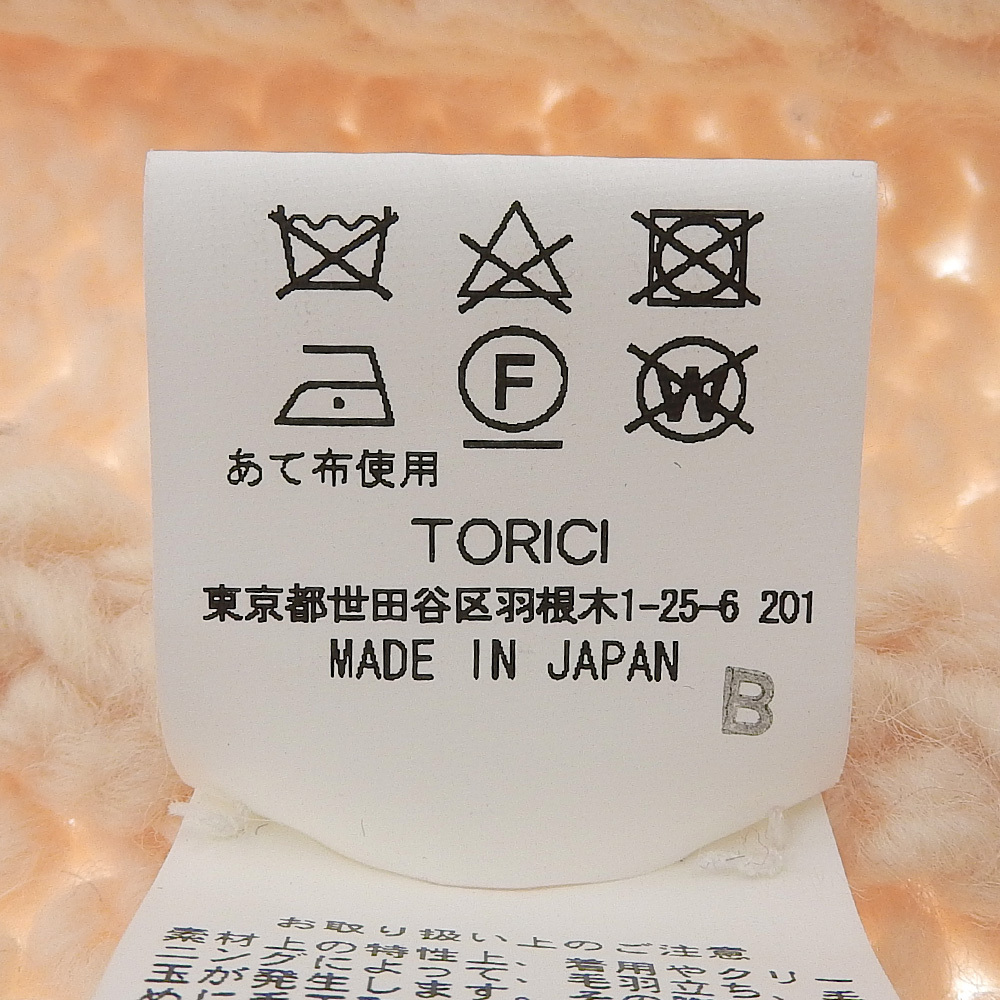 F
W
あて布使用
TORICI
東京都世田谷区羽根木1-25-6 201
MADE IN JAPAN
B
お取り扱い上のご注意
素材上の特性上、着用やクリー
ニングによって、毛羽立ち、
玉が発生します。